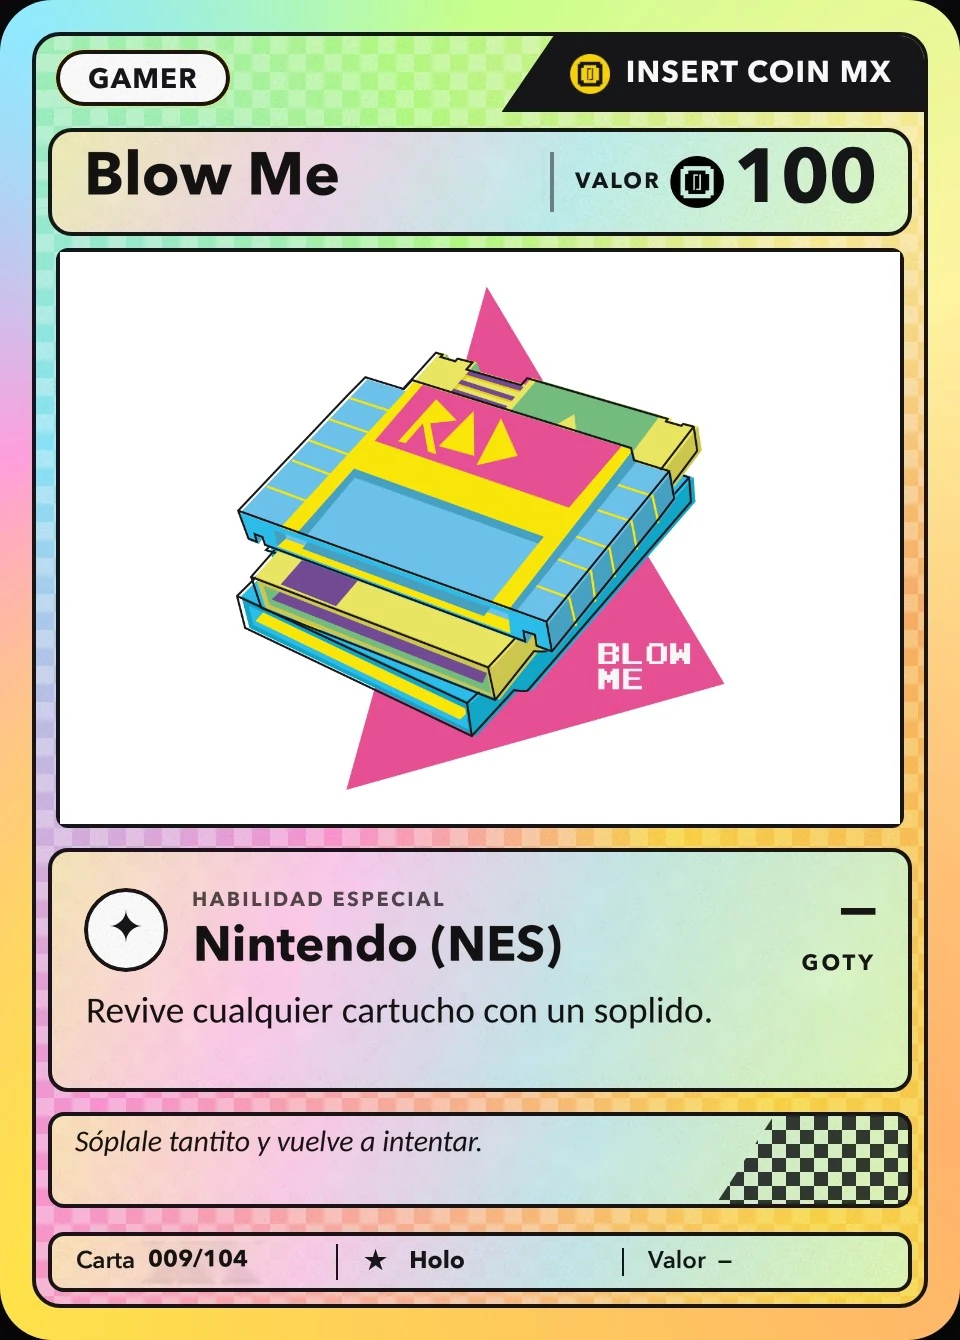 GAMER
INSERT COIN MX
Blow Me
VALOR 100
RAD
BLOW
ME
HABILIDAD ESPECIAL
Nintendo (NES)
–
GOTY
Revive cualquier cartucho con un soplido.
Sóplale tantito y vuelve a intentar.
Carta 009/104 ★ Holo Valor –